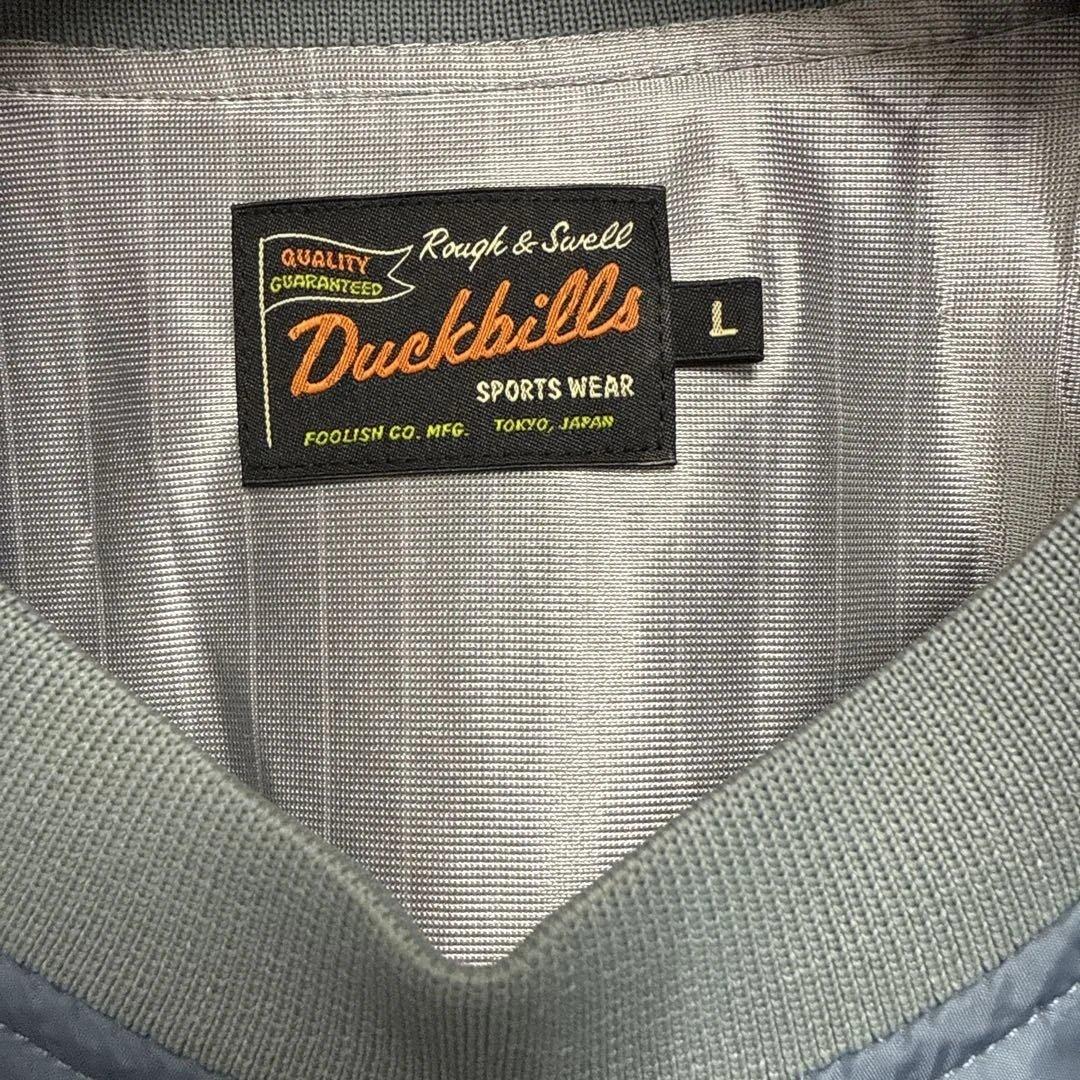 QUALITY
GUARANTEED
Rough & Swell
Duckbills
SPORTS WEAR
FOOLISH CO. MFG. TOKYO, JAPAN
L